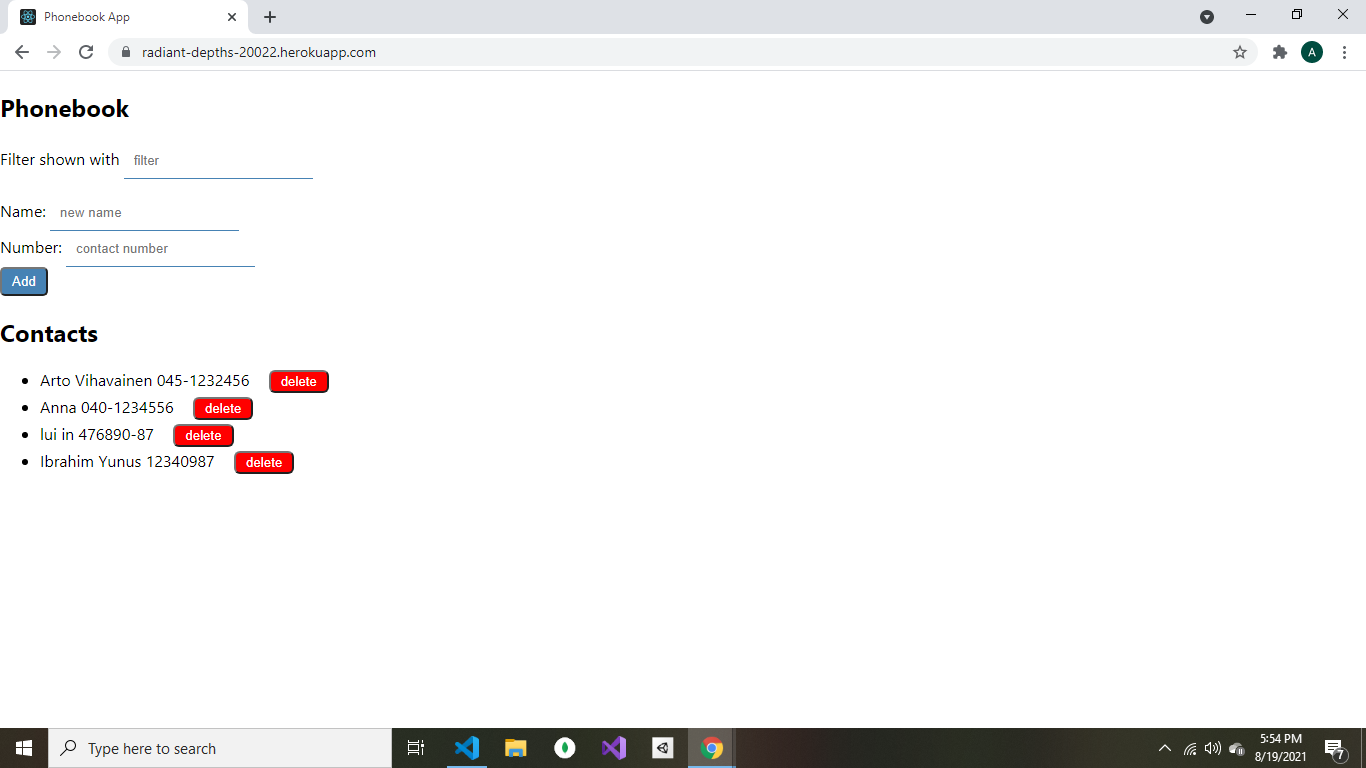 Phonebook App
radiant-depths-20022.herokuapp.com
A
Phonebook
Filter shown with filter
Name: new name
Number: contact number
Add
Contacts
Arto Vihavainen 045-1232456 delete
Anna 040-1234556 delete
lui in 476890-87 delete
Ibrahim Yunus 12340987 delete
Type here to search
5:54 PM
8/19/2021
7